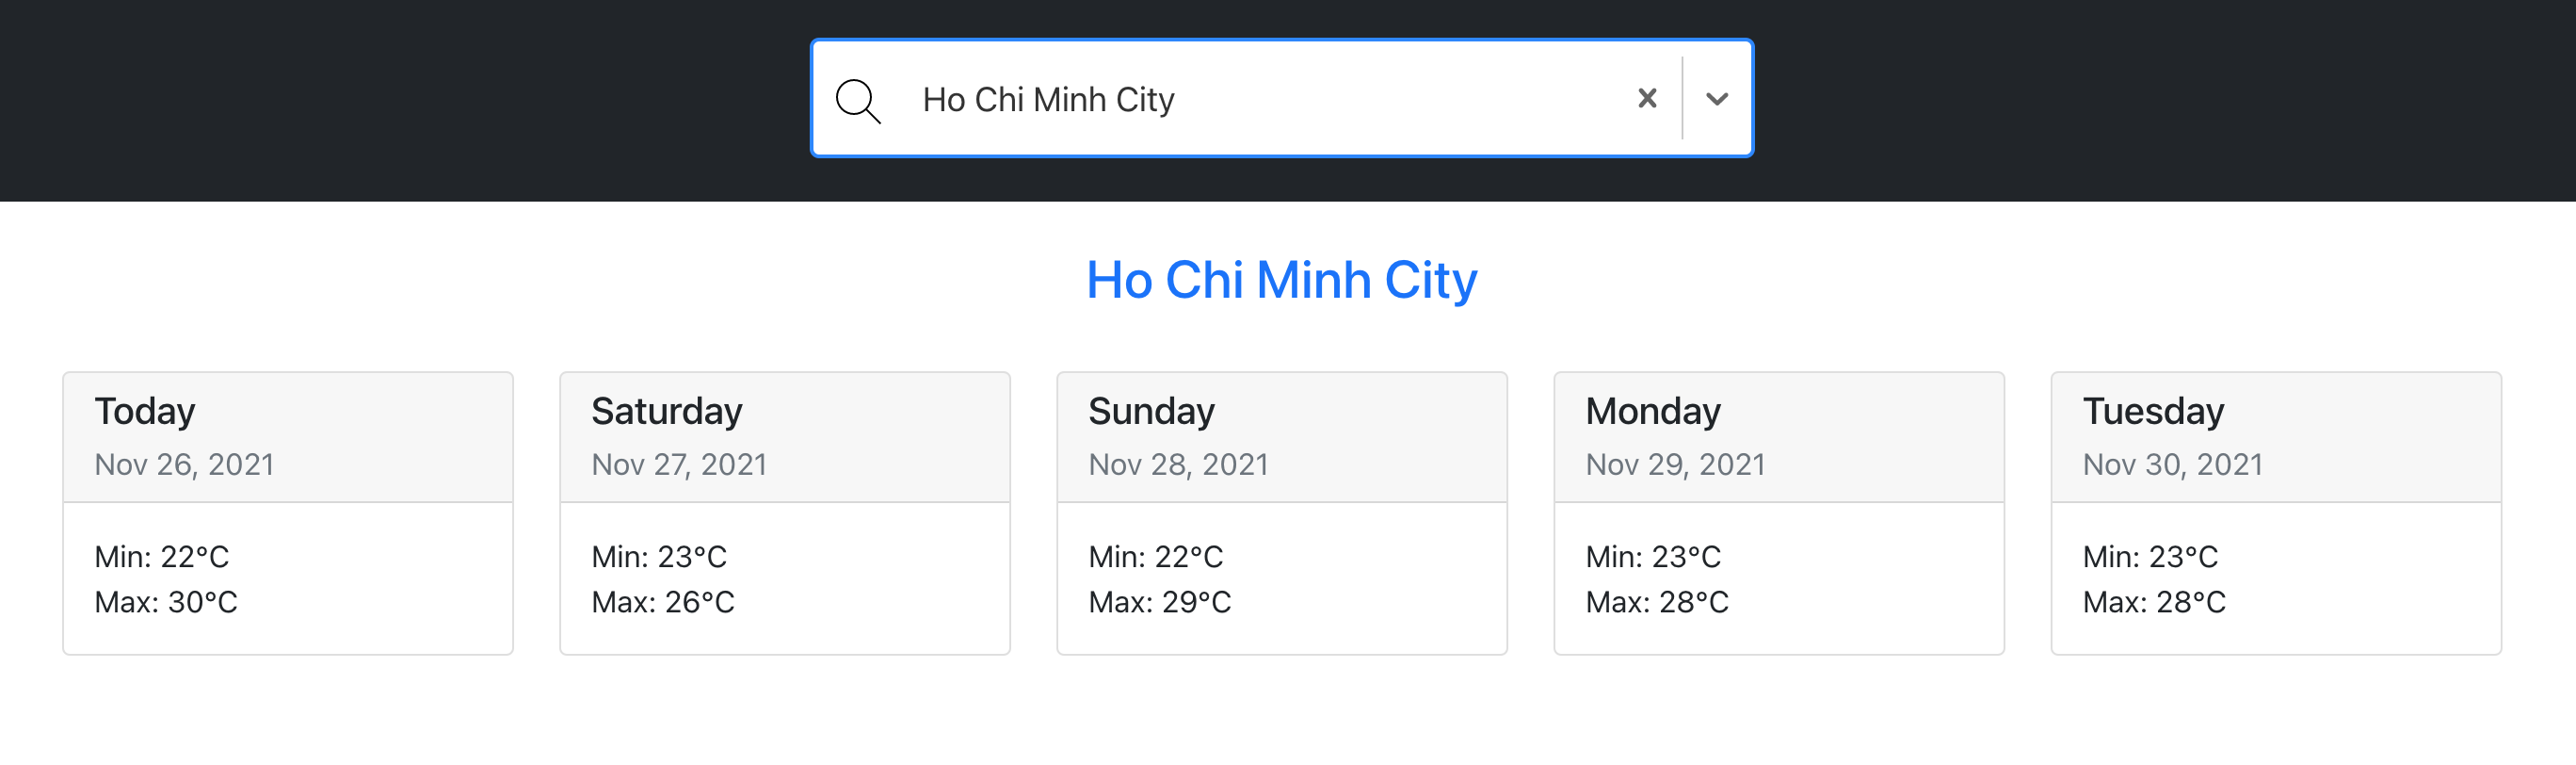 Ho Chi Minh City
Ho Chi Minh City
Today
Nov 26, 2021
Min: 22°C
Max: 30°C
Saturday
Nov 27, 2021
Min: 23°C
Max: 26°C
Sunday
Nov 28, 2021
Min: 22°C
Max: 29°C
Monday
Nov 29, 2021
Min: 23°C
Max: 28°C
Tuesday
Nov 30, 2021
Min: 23°C
Max: 28°C